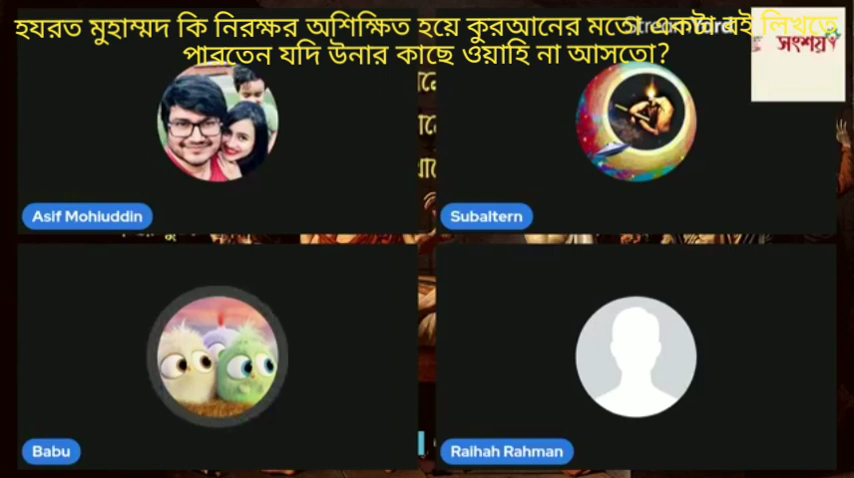 হযরত মুহাম্মদ কি নিরক্ষর অশিক্ষিত হয়ে কুরআনের মতো একটা বই লিখতে
পারতেন যদি উনার কাছে ওয়াহি না আসতো?
সংশয়
Asif Mohiuddin
Subaltern
Babu
Raihah Rahman